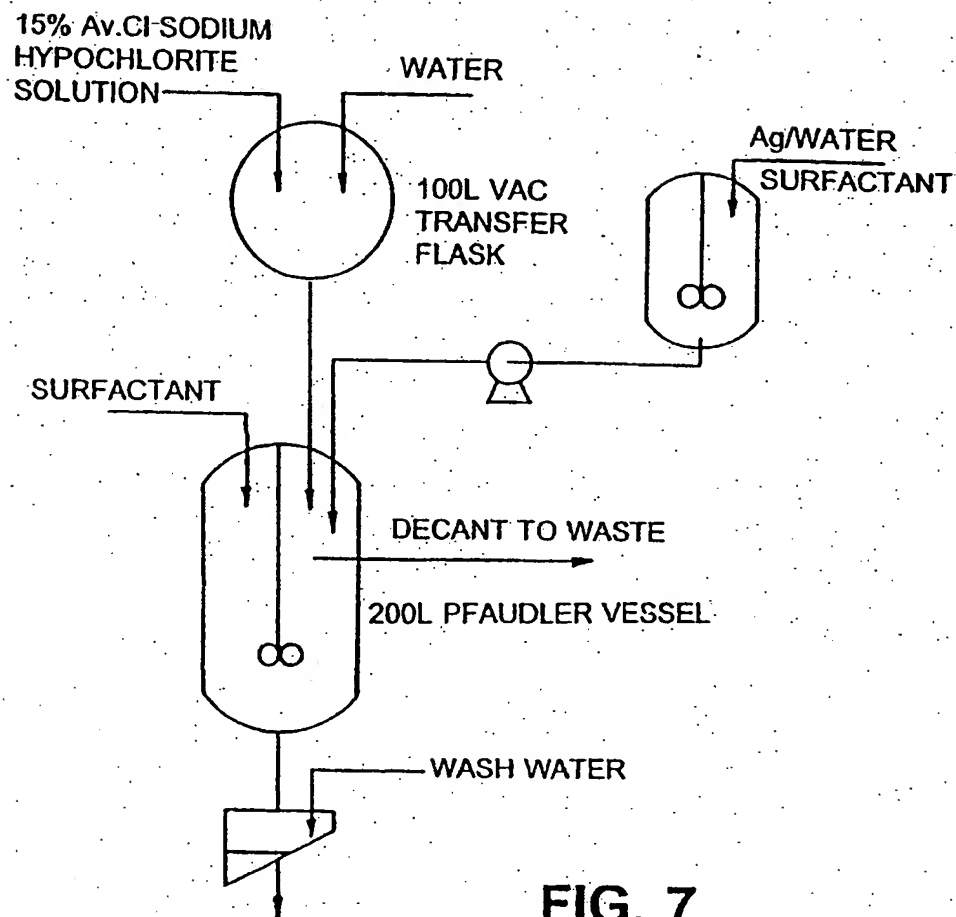 15% Av.Cl-SODIUM
HYPOCHLORITE
SOLUTION
WATER
Ag/WATER
SURFACTANT
100L VAC
TRANSFER
FLASK
SURFACTANT
DECANT TO WASTE
200L PFAUDLER VESSEL
WASH WATER
FIG. 7